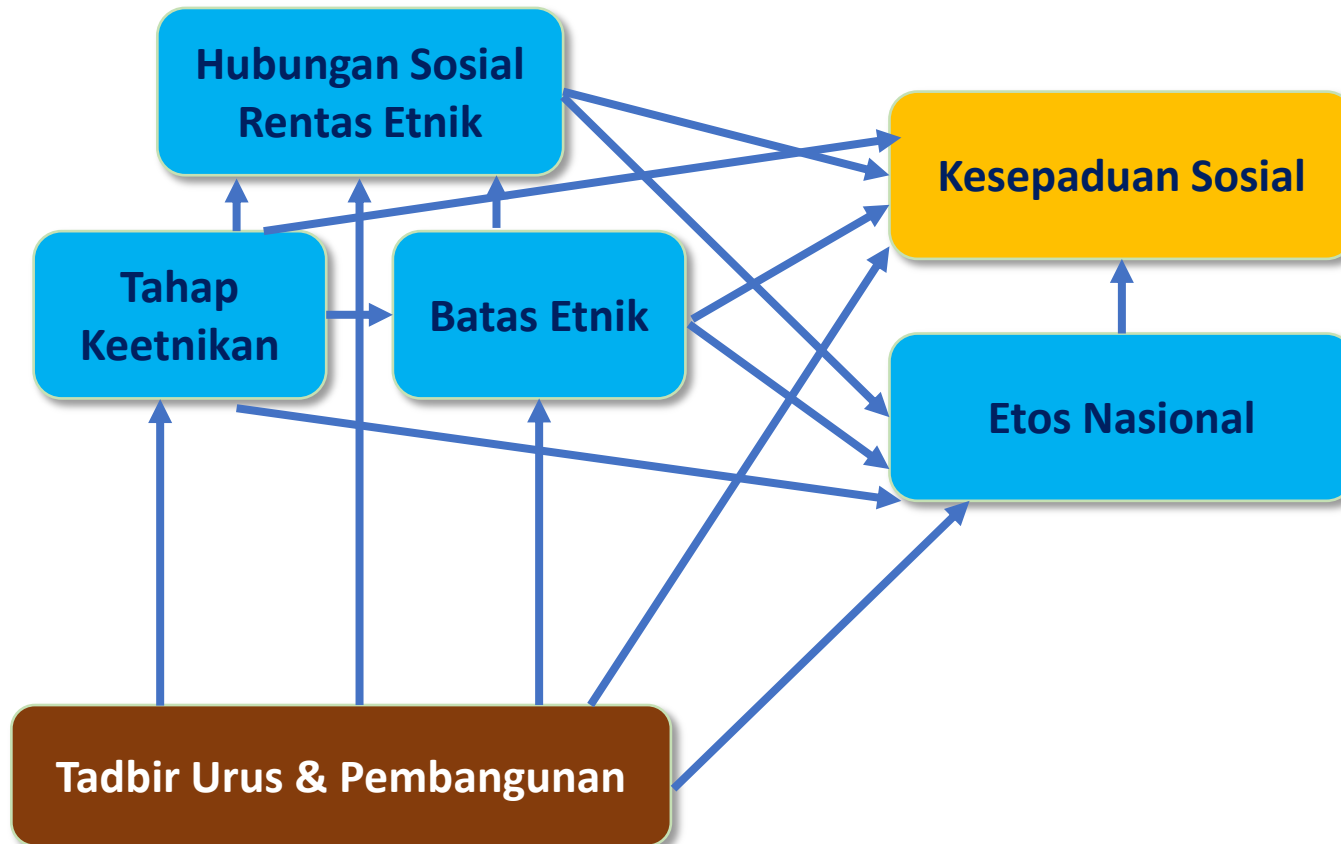 Hubungan Sosial
Rentas Etnik
Kesepaduan Sosial
Tahap
Keetnikan
Batas Etnik
Etos Nasional
Tadbir Urus & Pembangunan